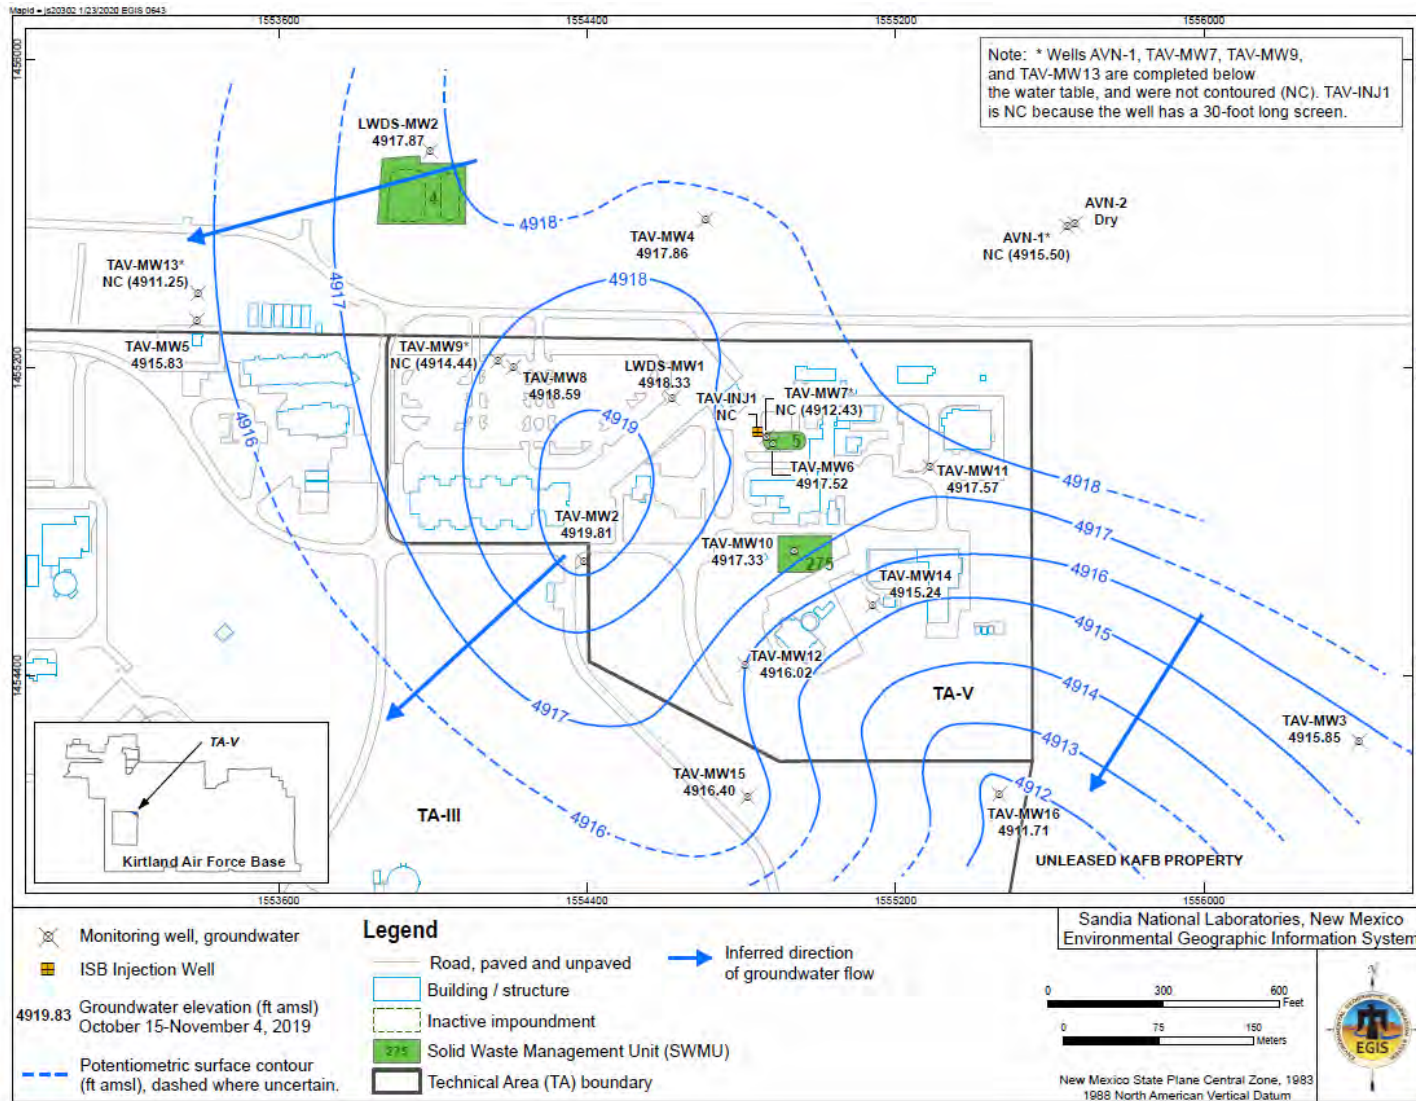 MapId = js20302 1/23/2020 EGIS 0643
1553600
1554400
1555200
1556000
1456000
1455200
1454400
Note: * Wells AVN-1, TAV-MW7, TAV-MW9,
and TAV-MW13 are completed below
the water table, and were not contoured (NC). TAV-INJ1
is NC because the well has a 30-foot long screen.
LWDS-MW2
4917.87
4
4918
TAV-MW4
4917.86
AVN-2
Dry
AVN-1*
NC (4915.50)
TAV-MW13*
NC (4911.25)
4917
4918
TAV-MW5
4915.83
TAV-MW9*
NC (4914.44)
TAV-MW8
4918.59
LWDS-MW1
4918.33
TAV-INJ1
NC
TAV-MW7*
NC (4912.43)
5
4916
4919
TAV-MW6
4917.52
TAV-MW11
4917.57
4918
TAV-MW2
4919.81
4917
TAV-MW10
4917.33
275
TAV-MW14
4915.24
4916
4915
TAV-MW12
4916.02
TA-V
4914
4917
4913
TAV-MW3
4915.85
TA-V
Kirtland Air Force Base
TAV-MW15
4916.40
TA-III
4916
4912
TAV-MW16
4911.71
UNLEASED KAFB PROPERTY
1553600
1554400
1555200
1556000
Monitoring well, groundwater
ISB Injection Well
4919.83
Groundwater elevation (ft amsl)
October 15-November 4, 2019
Potentiometric surface contour
(ft amsl), dashed where uncertain.
Legend
Road, paved and unpaved
Building / structure
Inactive impoundment
275
Solid Waste Management Unit (SWMU)
Technical Area (TA) boundary
Inferred direction
of groundwater flow
Sandia National Laboratories, New Mexico
Environmental Geographic Information System
0 300 600
Feet
0 75 150
Meters
New Mexico State Plane Central Zone, 1983
1988 North American Vertical Datum
N
EGIS